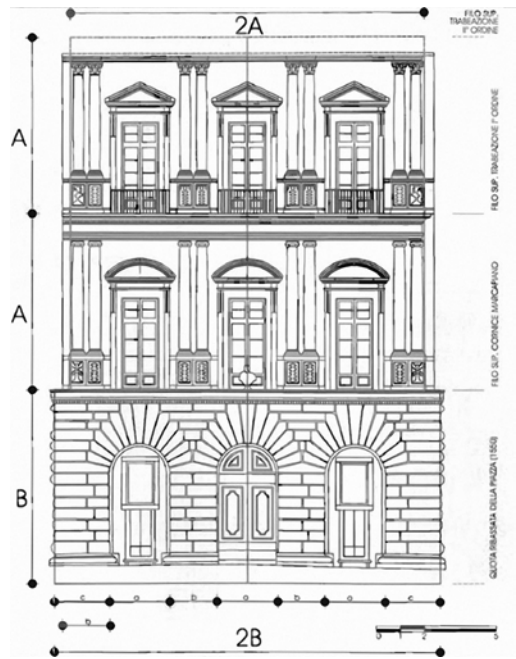 2A
FILO SUP.
TRABEAZIONE
II° ORDINE
A
FILO SUP. TRABEAZIONE I° ORDINE
A
FILO SUP. CORNICE MARCAPIANO
B
QUOTA RIBASSATA DELLA PIAZZA (1550)
c a b a b a c
b
2B
0 1 2 5